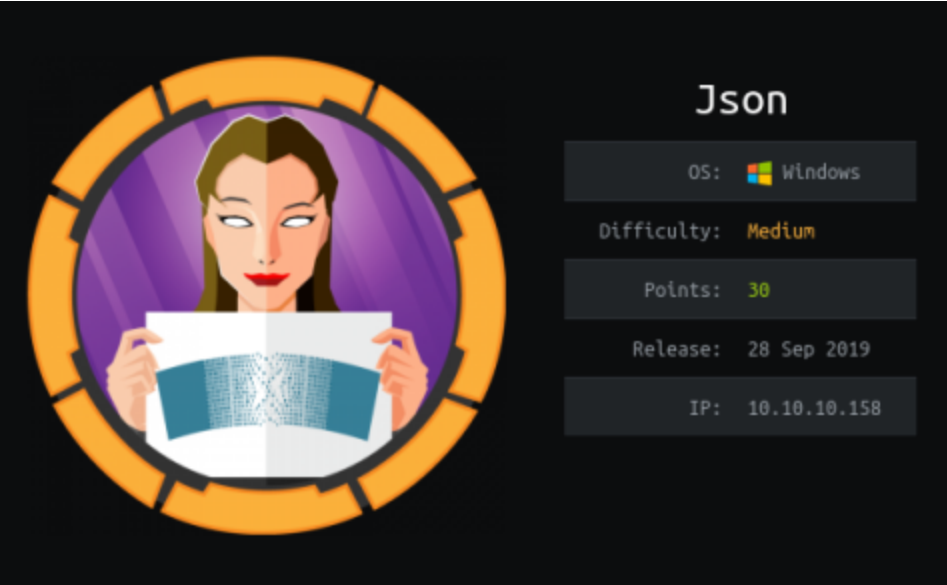 Json
OS: Windows
Difficulty: Medium
Points: 30
Release: 28 Sep 2019
IP: 10.10.10.158